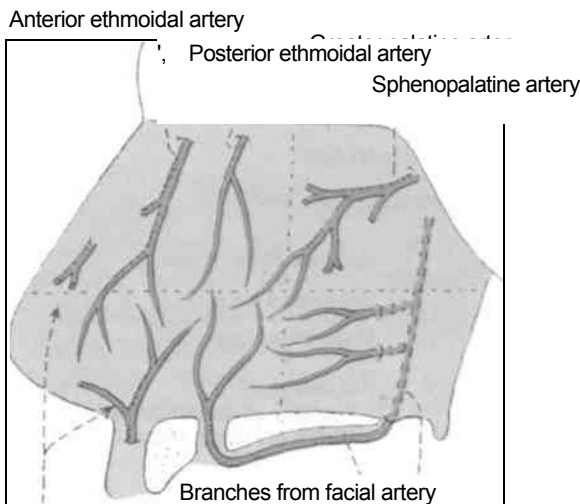 Anterior ethmoidal artery
', Posterior ethmoidal artery
Sphenopalatine artery
Branches from facial artery